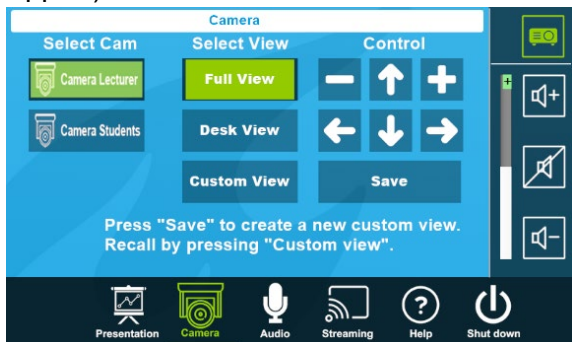 Camera
Select Cam Select View Control
Camera Lecturer Full View
Camera Students Desk View
Custom View Save
Press "Save" to create a new custom view.
Recall by pressing "Custom view".
Presentation Camera Audio Streaming Help Shut down